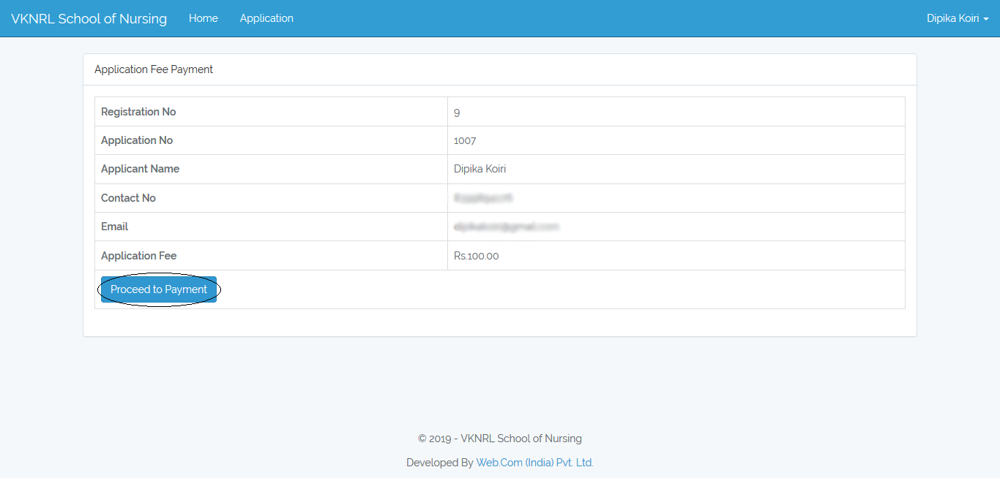 VKNRL School of Nursing Home Application Dipika Koiri
Application Fee Payment
Registration No 9
Application No 1007
Applicant Name Dipika Koiri
Contact No
Email
Application Fee Rs.100.00
Proceed to Payment
© 2019 - VKNRL School of Nursing
Developed By Web.Com (India) Pvt. Ltd.